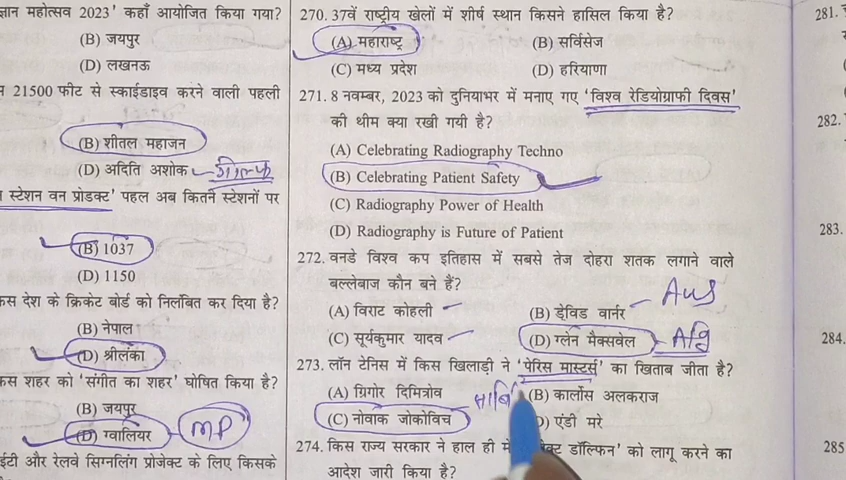 ज्ञान महोत्सव 2023' कहाँ आयोजित किया गया?
(B) जयपुर
(D) लखनऊ
21500 फीट से स्काईडाइव करने वाली पहली
(B) शीतल महाजन
(D) अदिति अशोक गोल्फ
स्टेशन वन प्रोडक्ट' पहल अब कितने स्टेशनों पर
(B) 1037
(D) 1150
देश के क्रिकेट बोर्ड को निलंबित कर दिया है?
(B) नेपाल
(D) श्रीलंका
शहर को 'संगीत का शहर' घोषित किया है?
(B) जयपुर
(D) ग्वालियर MP
और रेलवे सिग्नलिंग प्रोजेक्ट के लिए किसके
270. 37वें राष्ट्रीय खेलों में शीर्ष स्थान किसने हासिल किया है?
(A) महाराष्ट्र (B) सर्विसेज
(C) मध्य प्रदेश (D) हरियाणा
271. 8 नवम्बर, 2023 को दुनियाभर में मनाए गए 'विश्व रेडियोग्राफी दिवस'
की थीम क्या रखी गयी है?
(A) Celebrating Radiography Techno
(B) Celebrating Patient Safety
(C) Radiography Power of Health
(D) Radiography is Future of Patient
272. वनडे विश्व कप इतिहास में सबसे तेज दोहरा शतक लगाने वाले
बल्लेबाज कौन बने हैं?
(A) विराट कोहली (B) डेविड वार्नर Aus
(C) सूर्यकुमार यादव (D) ग्लेन मैक्सवेल
273. लॉन टेनिस में किस खिलाड़ी ने 'पेरिस मास्टर्स' का खिताब जीता है?
(A) ग्रिगोर दिमित्रोव (B) कार्लोस अलकराज
(C) नोवाक जोकोविच (D) एंडी मरे
274. किस राज्य सरकार ने हाल ही में डॉल्फिन' को लागू करने का
आदेश जारी किया है?
281.
282.
283.
284.
285